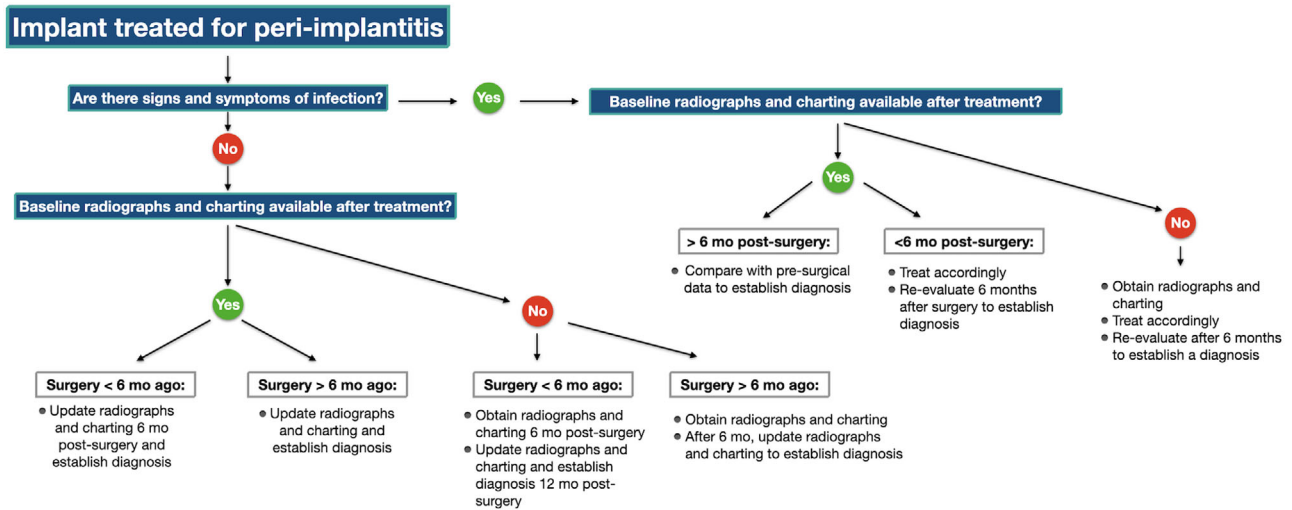 Implant treated for peri-implantitis
Are there signs and symptoms of infection?
Yes
Baseline radiographs and charting available after treatment?
No
Yes
Baseline radiographs and charting available after treatment?
No
> 6 mo post-surgery:
• Compare with pre-surgical
data to establish diagnosis
<6 mo post-surgery:
• Treat accordingly
• Re-evaluate 6 months
after surgery to establish
diagnosis
• Obtain radiographs and
charting
• Treat accordingly
• Re-evaluate after 6 months
to establish a diagnosis
Yes
No
Surgery < 6 mo ago:
• Update radiographs
and charting 6 mo
post-surgery and
establish diagnosis
Surgery > 6 mo ago:
• Update radiographs
and charting and
establish diagnosis
Surgery < 6 mo ago:
• Obtain radiographs and
charting 6 mo post-surgery
• Update radiographs and
charting and establish
diagnosis 12 mo post-
surgery
Surgery > 6 mo ago:
• Obtain radiographs and charting
• After 6 mo, update radiographs
and charting to establish diagnosis